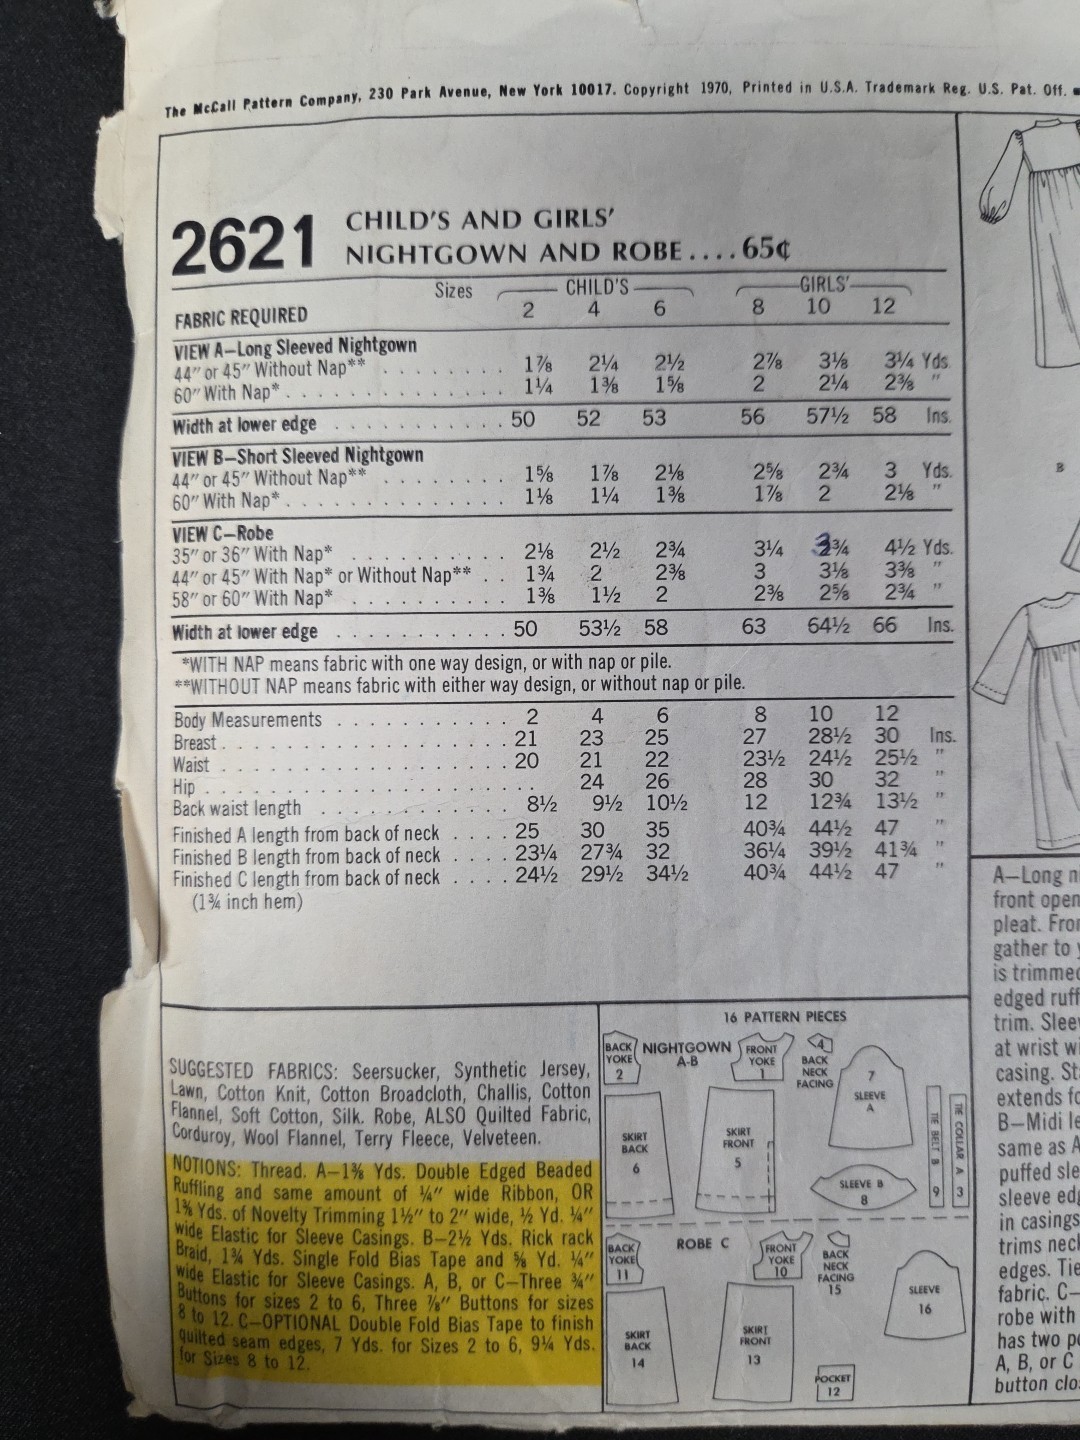 The McCall Pattern Company, 230 Park Avenue, New York 10017. Copyright 1970, Printed in U.S.A. Trademark Reg. U.S. Pat. Off.
2621 CHILD'S AND GIRLS'
NIGHTGOWN AND ROBE....65¢
Sizes CHILD'S GIRLS'
FABRIC REQUIRED 2 4 6 8 10 12
VIEW A—Long Sleeved Nightgown
44" or 45" Without Nap** . . . . . . . 1⅞ 2¼ 2½ 2⅞ 3⅛ 3¼ Yds.
60" With Nap* . . . . . . . . . . . . . 1¼ 1⅜ 1⅝ 2 2¼ 2⅜ "
Width at lower edge . . . . . . . . . . 50 52 53 56 57½ 58 Ins.
VIEW B—Short Sleeved Nightgown
44" or 45" Without Nap** . . . . . . . 1⅝ 1⅞ 2⅛ 2⅝ 2¾ 3 Yds.
60" With Nap* . . . . . . . . . . . . . 1⅛ 1¼ 1⅜ 1⅞ 2 2⅛ "
VIEW C—Robe
35" or 36" With Nap* . . . . . . . . . . 2⅛ 2½ 2¾ 3¼ 3¾ 4½ Yds.
44" or 45" With Nap* or Without Nap** . . 1¾ 2 2⅜ 3 3⅛ 3⅜ "
58" or 60" With Nap* . . . . . . . . . . 1⅜ 1½ 2 2⅜ 2⅝ 2¾ "
Width at lower edge . . . . . . . . . . . 50 53½ 58 63 64½ 66 Ins.
*WITH NAP means fabric with one way design, or with nap or pile.
**WITHOUT NAP means fabric with either way design, or without nap or pile.
Body Measurements . . . . . . . . . . . 2 4 6 8 10 12
Breast . . . . . . . . . . . . . . . . . . 21 23 25 27 28½ 30 Ins.
Waist . . . . . . . . . . . . . . . . . . 20 21 22 23½ 24½ 25½ "
Hip . . . . . . . . . . . . . . . . . . . 24 26 28 30 32 "
Back waist length . . . . . . . . . . . . 8½ 9½ 10½ 12 12¾ 13½ "
Finished A length from back of neck . . . . 25 30 35 40¾ 44½ 47 "
Finished B length from back of neck . . . . 23¼ 27¾ 32 36¼ 39½ 41¾ "
Finished C length from back of neck . . . . 24½ 29½ 34½ 40¾ 44½ 47 "
(1¾ inch hem)
SUGGESTED FABRICS: Seersucker, Synthetic Jersey,
Lawn, Cotton Knit, Cotton Broadcloth, Challis, Cotton
Flannel, Soft Cotton, Silk. Robe, ALSO Quilted Fabric,
Corduroy, Wool Flannel, Terry Fleece, Velveteen.
NOTIONS: Thread. A—1⅜ Yds. Double Edged Beaded
Ruffling and same amount of ¼" wide Ribbon, OR
1⅜ Yds. of Novelty Trimming 1½" to 2" wide, ½ Yd. ¼"
wide Elastic for Sleeve Casings. B—2½ Yds. Rick rack
Braid, 1¾ Yds. Single Fold Bias Tape and ⅝ Yd. ¼"
wide Elastic for Sleeve Casings. A, B, or C—Three ¾"
Buttons for sizes 2 to 6, Three ⅞" Buttons for sizes
8 to 12. C—OPTIONAL Double Fold Bias Tape to finish
quilted seam edges, 7 Yds. for Sizes 2 to 6, 9¼ Yds.
for Sizes 8 to 12.
16 PATTERN PIECES
NIGHTGOWN
A-B
BACK
YOKE
2
FRONT
YOKE
1
4
BACK
NECK
FACING
7
SLEEVE
A
SKIRT
BACK
6
SKIRT
FRONT
5
SLEEVE B
8
TIE BELT B 9
TIE COLLAR A 3
ROBE C
BACK
YOKE
11
FRONT
YOKE
10
BACK
NECK
FACING
15
SLEEVE
16
SKIRT
BACK
14
SKIRT
FRONT
13
POCKET
12
B
A—Long n
front open
pleat. Fro
gather to y
is trimmed
edged ruff
trim. Slee
at wrist wi
casing. St
extends fo
B—Midi le
same as A
puffed sle
sleeve ed
in casings
trims neck
edges. Tie
fabric. C—
robe with
has two po
A, B, or C
button clo